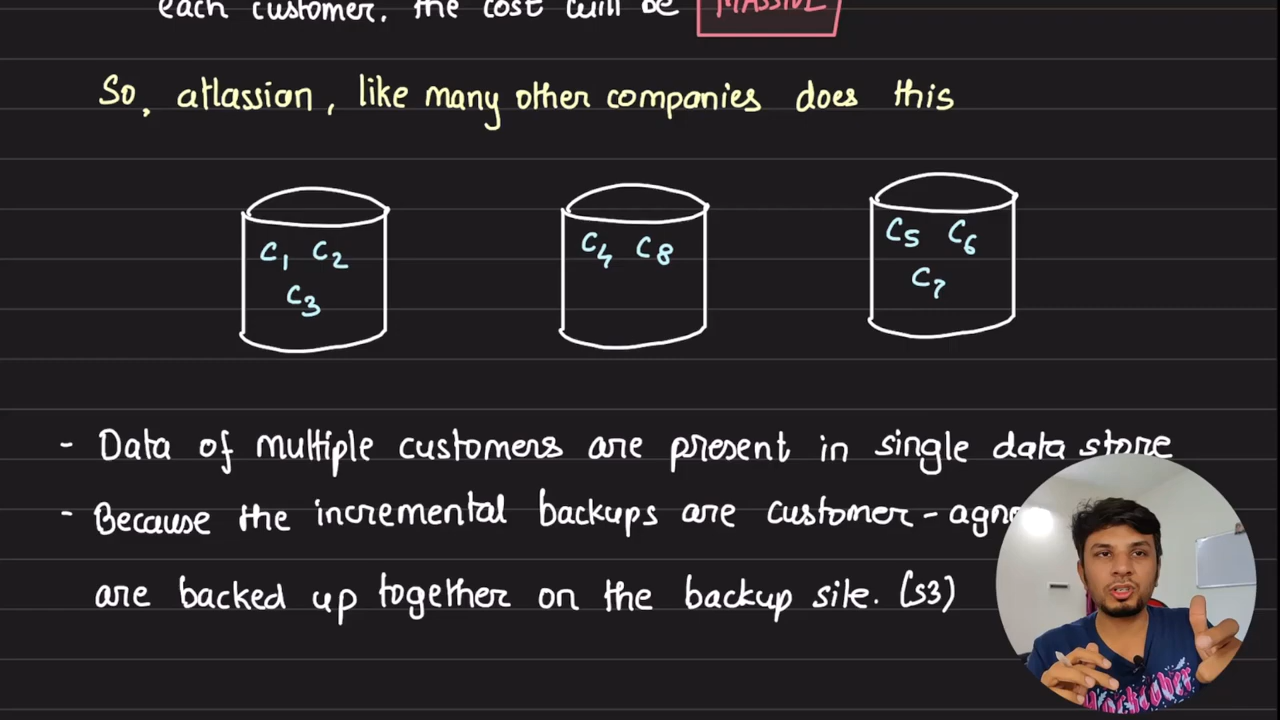 each customer. the cost will be MASSIVE
So, atlassian, like many other companies does this
C1 C2
C3
C4 C8
C5 C6
C7
- Data of multiple customers are present in single data store
- Because the incremental backups are customer-
are backed up together on the backup site. (S3)